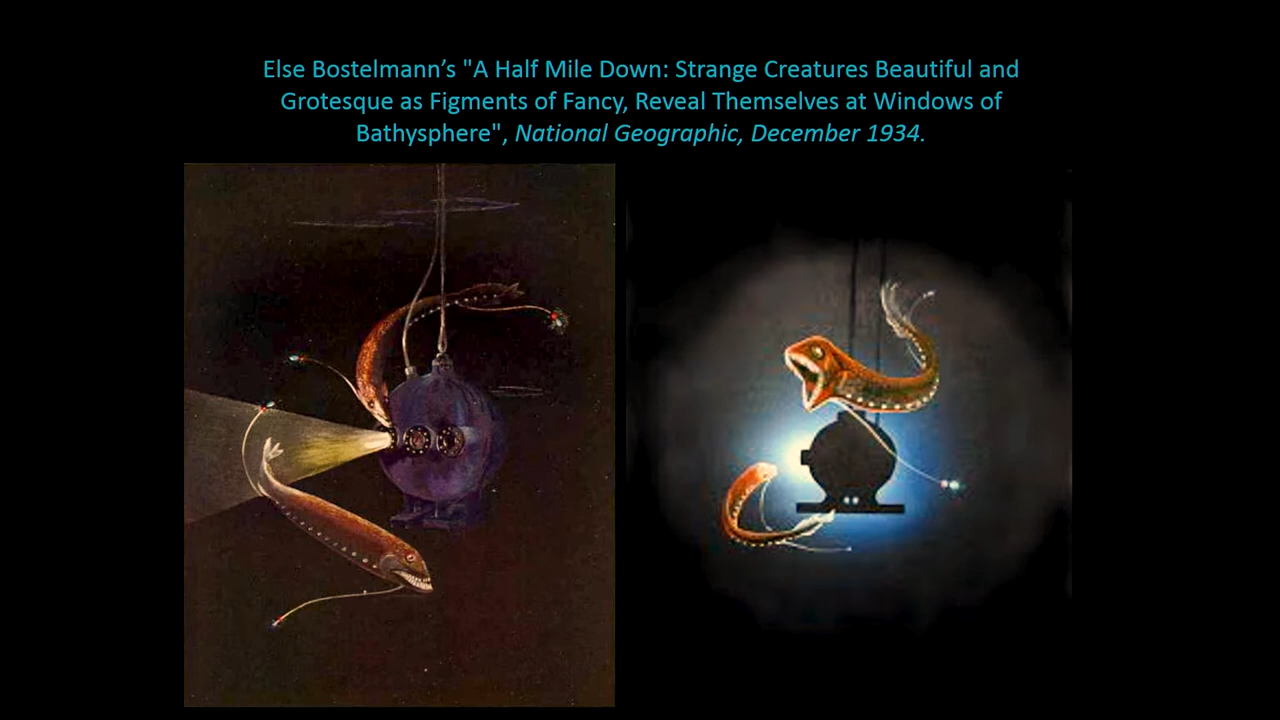 Else Bostelmann’s "A Half Mile Down: Strange Creatures Beautiful and
Grotesque as Figments of Fancy, Reveal Themselves at Windows of
Bathysphere", National Geographic, December 1934.